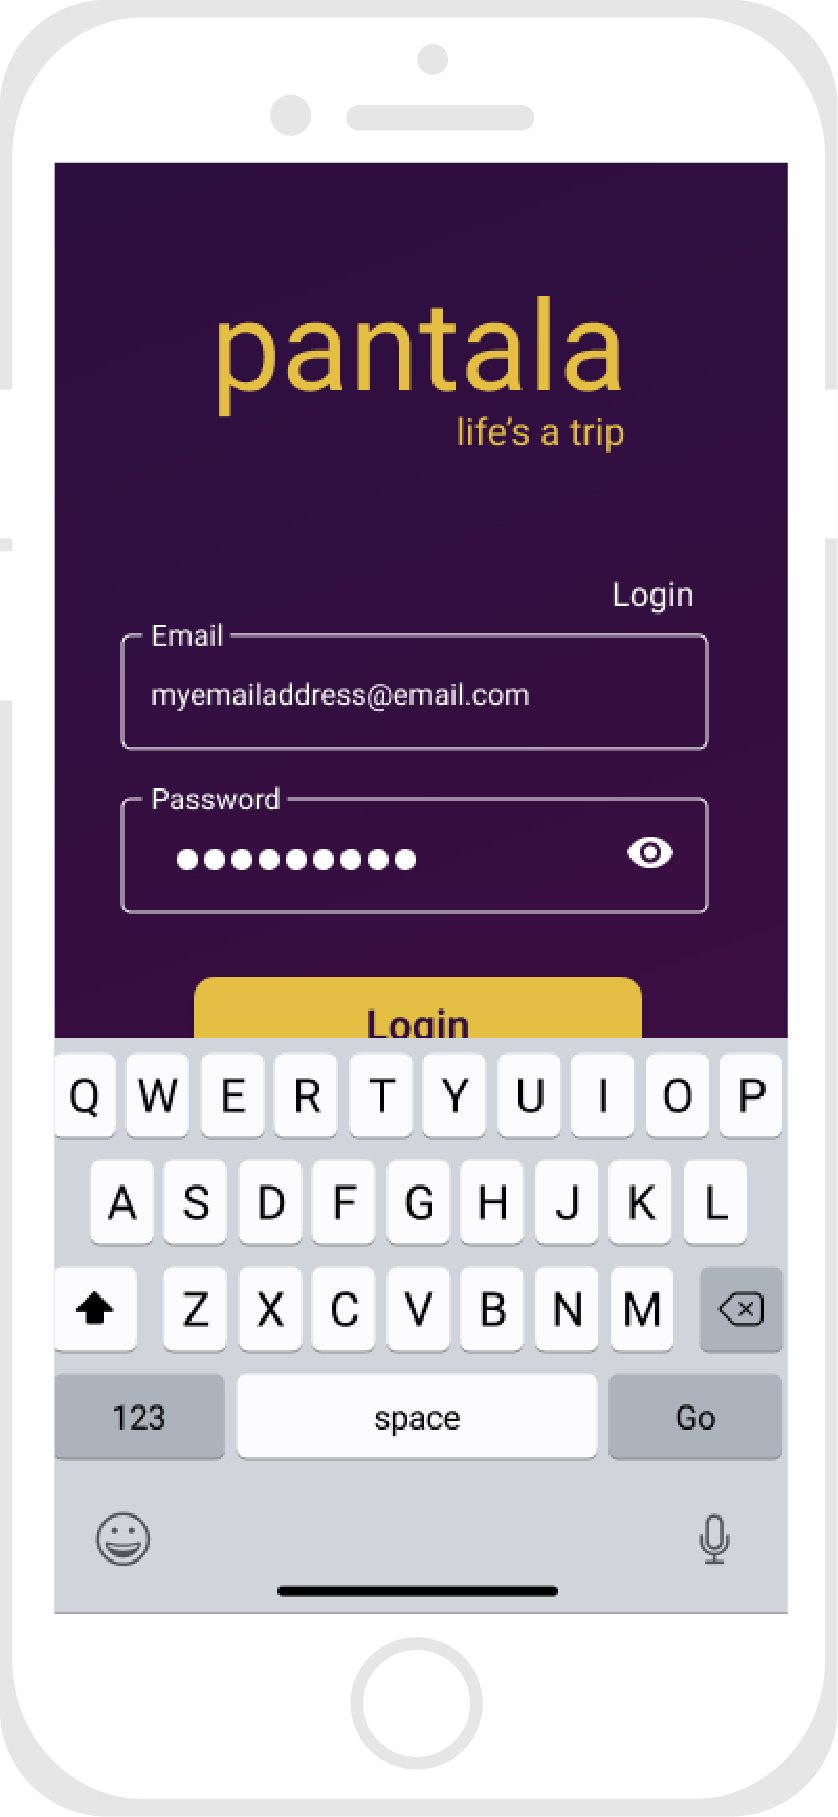 pantala
life's a trip
Login
Email
myemailaddress@email.com
Password
Login
Q W E R T Y U I O P
A S D F G H J K L
Z X C V B N M
123 space Go